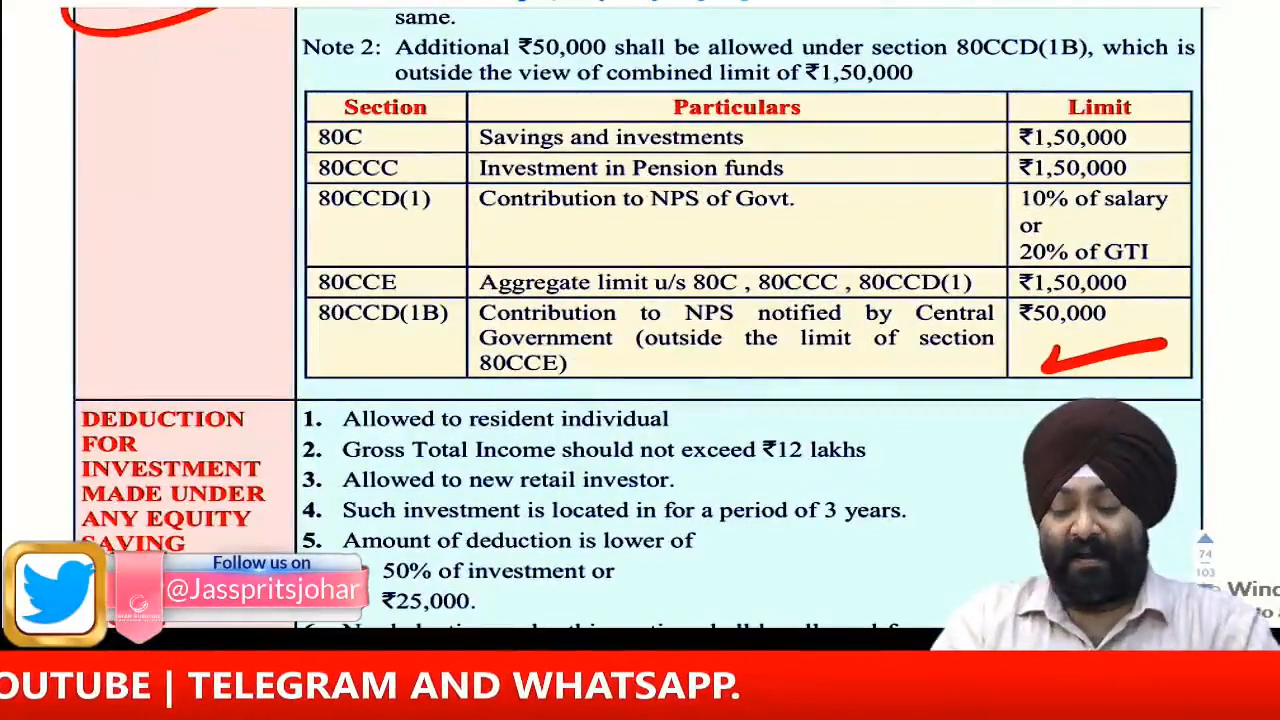 same.
Note 2: Additional ₹50,000 shall be allowed under section 80CCD(1B), which is
outside the view of combined limit of ₹1,50,000
Section Particulars Limit
80C Savings and investments ₹1,50,000
80CCC Investment in Pension funds ₹1,50,000
80CCD(1) Contribution to NPS of Govt. 10% of salary
or
20% of GTI
80CCE Aggregate limit u/s 80C , 80CCC , 80CCD(1) ₹1,50,000
80CCD(1B) Contribution to NPS notified by Central ₹50,000
Government (outside the limit of section
80CCE)
DEDUCTION
FOR
INVESTMENT
MADE UNDER
ANY EQUITY
SAVING
1. Allowed to resident individual
2. Gross Total Income should not exceed ₹12 lakhs
3. Allowed to new retail investor.
4. Such investment is located in for a period of 3 years.
5. Amount of deduction is lower of
50% of investment or
₹25,000.
Follow us on
@Jasspritsjohar
74
103
Wind
OUTUBE | TELEGRAM AND WHATSAPP.